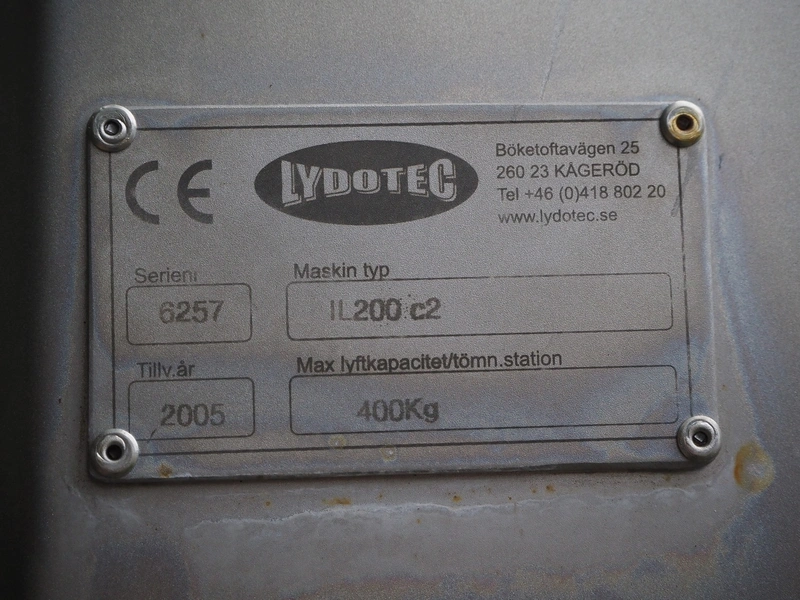 CE
LYDOTEC
Böketoftavägen 25
260 23 KÅGERÖD
Tel +46 (0)418 802 20
www.lydotec.se
Serienr
Maskin typ
6257
IL200 c2
Tillv.år
Max lyftkapacitet/tömn.station
2005
400Kg